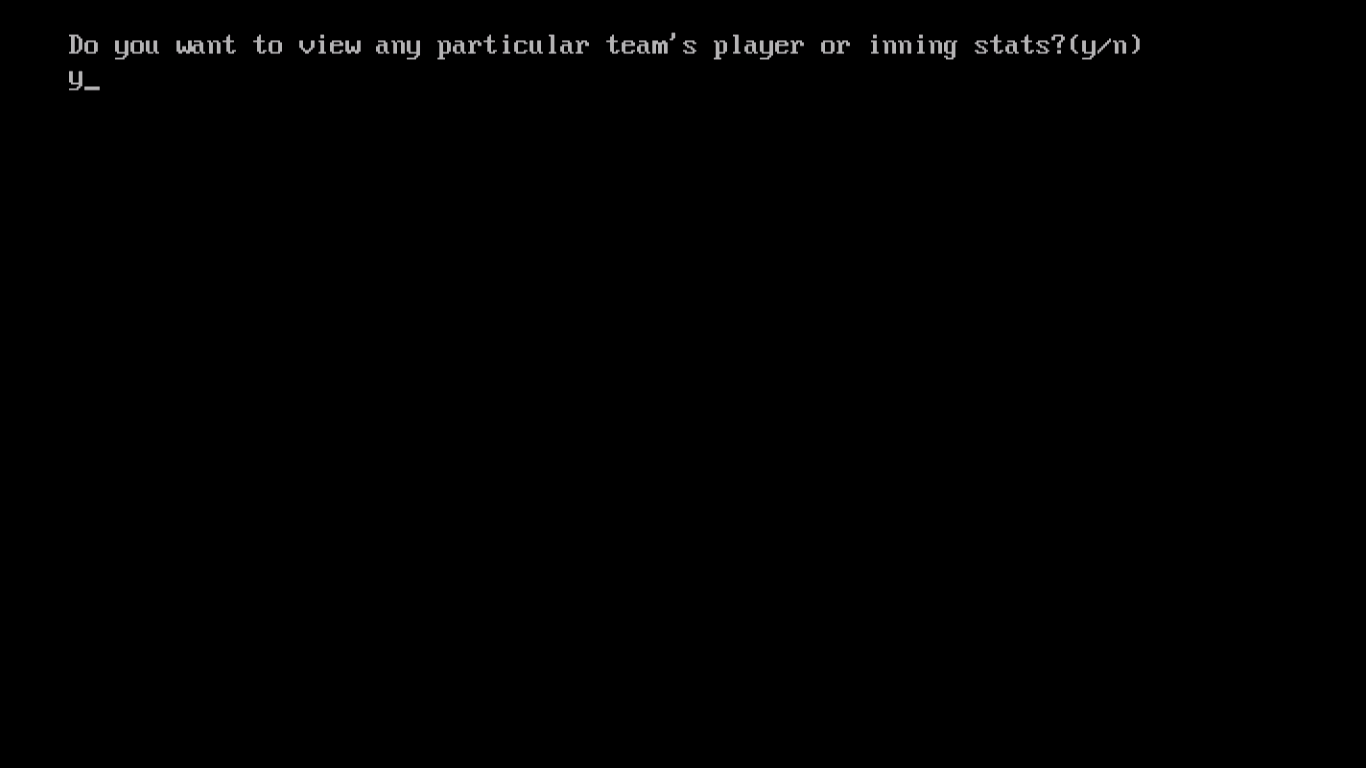 Do you want to view any particular team's player or inning stats?(y/n)
y_